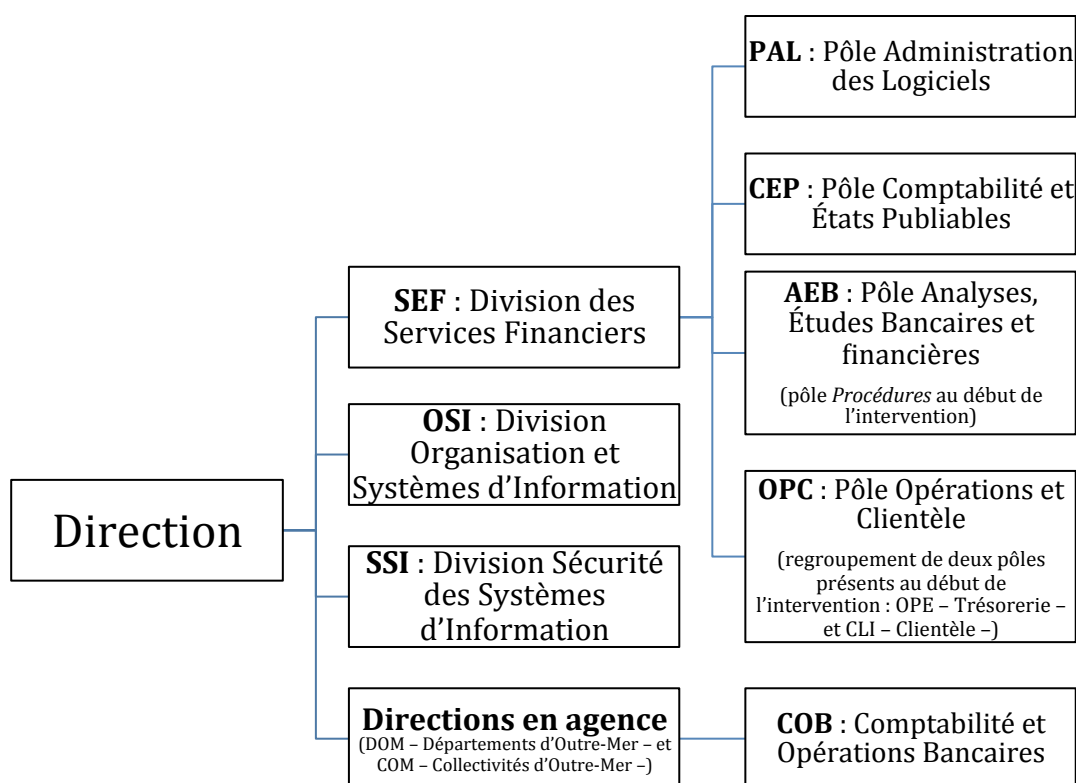 Direction
SEF : Division des
Services Financiers
OSI : Division
Organisation et
Systèmes d'Information
SSI : Division Sécurité
des Systèmes
d'Information
Directions en agence
(DOM – Départements d'Outre-Mer – et
COM – Collectivités d'Outre-Mer –)
PAL : Pôle Administration
des Logiciels
CEP : Pôle Comptabilité et
États Publiables
AEB : Pôle Analyses,
Études Bancaires et
financières
(pôle Procédures au début de
l'intervention)
OPC : Pôle Opérations et
Clientèle
(regroupement de deux pôles
présents au début de
l'intervention : OPE – Trésorerie –
et CLI – Clientèle –)
COB : Comptabilité et
Opérations Bancaires